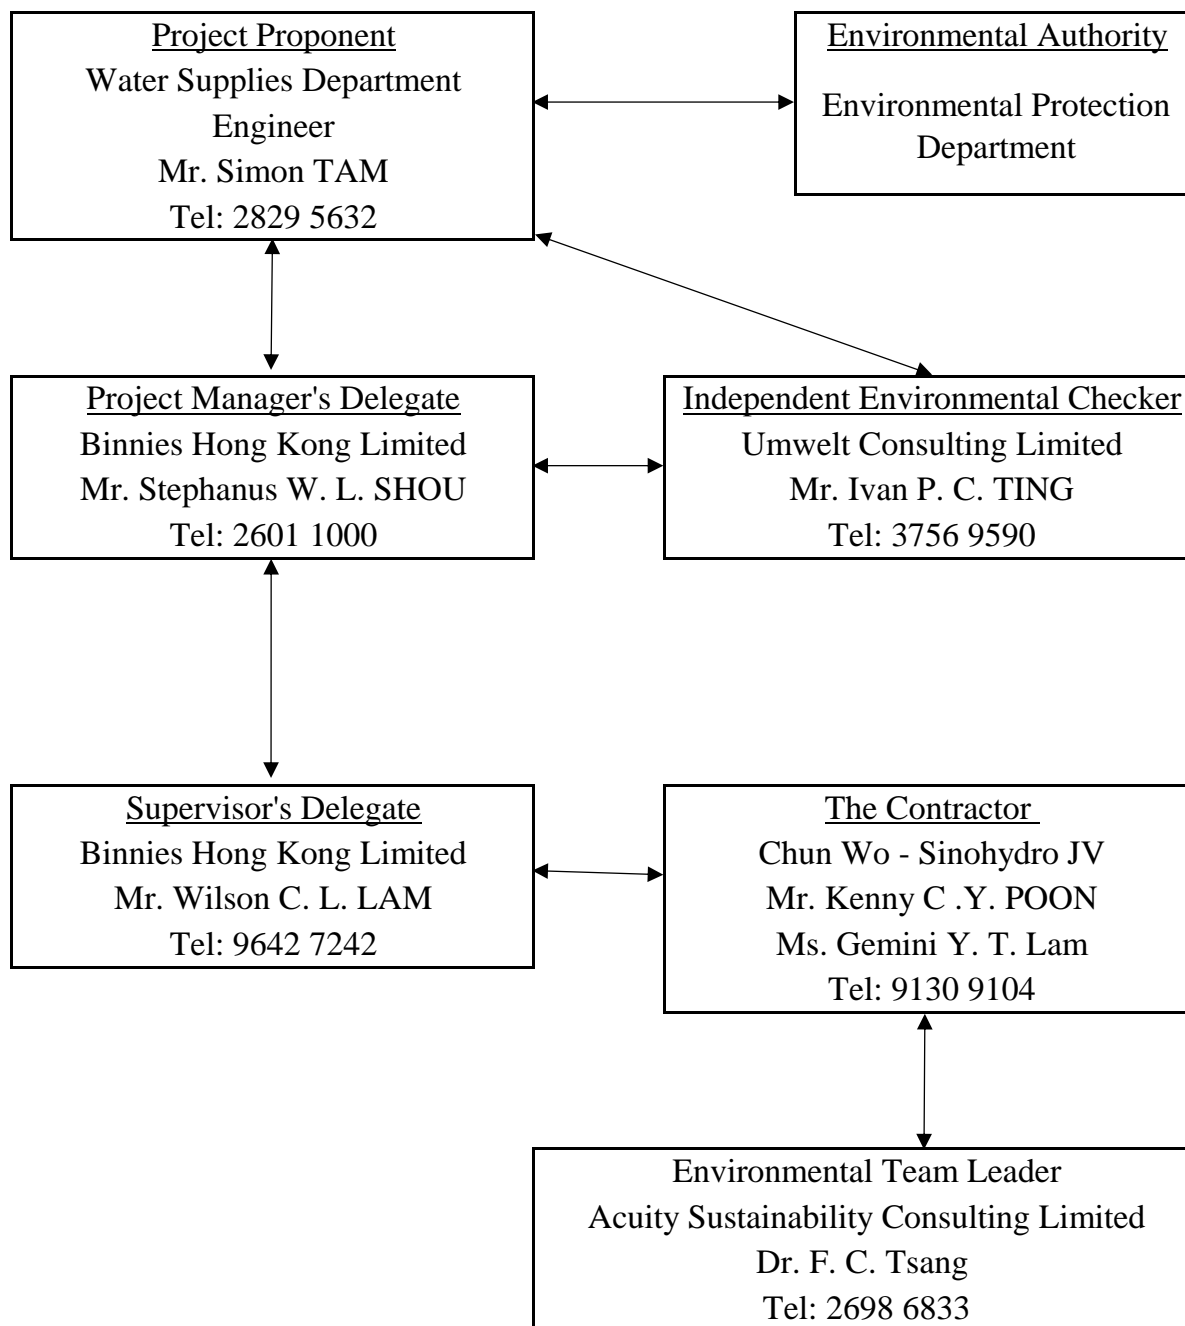 Project Proponent
Water Supplies Department
Engineer
Mr. Simon TAM
Tel: 2829 5632
Environmental Authority
Environmental Protection
Department
Project Manager's Delegate
Binnies Hong Kong Limited
Mr. Stephanus W. L. SHOU
Tel: 2601 1000
Independent Environmental Checker
Umwelt Consulting Limited
Mr. Ivan P. C. TING
Tel: 3756 9590
Supervisor's Delegate
Binnies Hong Kong Limited
Mr. Wilson C. L. LAM
Tel: 9642 7242
The Contractor
Chun Wo - Sinohydro JV
Mr. Kenny C .Y. POON
Ms. Gemini Y. T. Lam
Tel: 9130 9104
Environmental Team Leader
Acuity Sustainability Consulting Limited
Dr. F. C. Tsang
Tel: 2698 6833